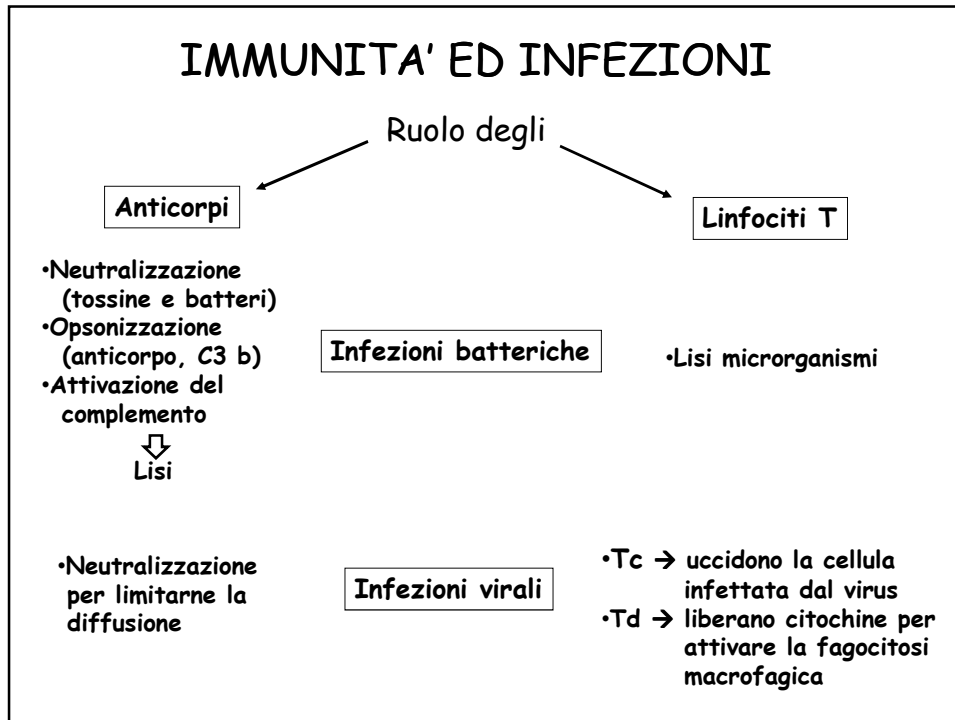 IMMUNITA’ ED INFEZIONI
Ruolo degli
Anticorpi
Linfociti T
•Neutralizzazione
(tossine e batteri)
•Opsonizzazione
(anticorpo, C3 b)
•Attivazione del
complemento
Lisi
Infezioni batteriche
•Lisi microrganismi
•Neutralizzazione
per limitarne la
diffusione
Infezioni virali
•Tc → uccidono la cellula
infettata dal virus
•Td → liberano citochine per
attivare la fagocitosi
macrofagica